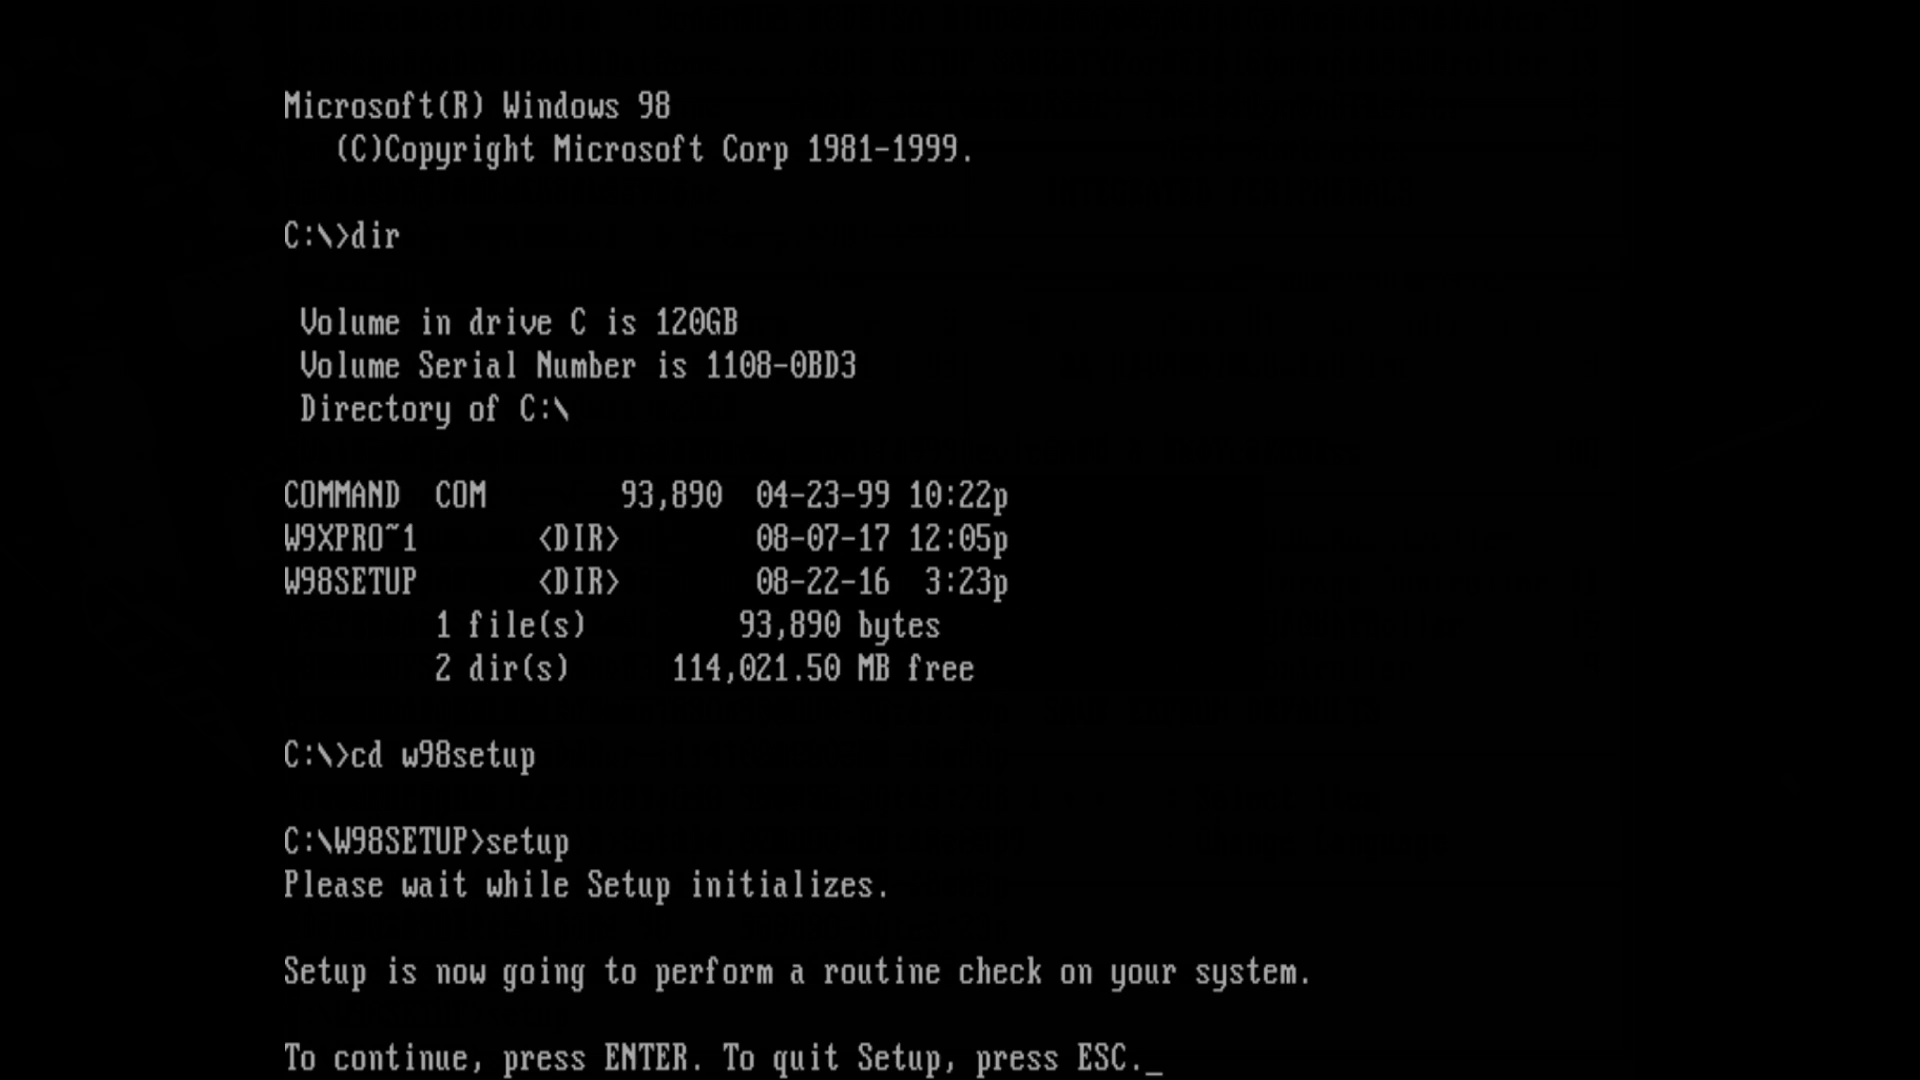 Microsoft(R) Windows 98
(C)Copyright Microsoft Corp 1981-1999.
C:\>dir
Volume in drive C is 120GB
Volume Serial Number is 1108-0BD3
Directory of C:\
COMMAND  COM        93,890  04-23-99 10:22p
W9XPRO~1       <DIR>        08-07-17 12:05p
W98SETUP       <DIR>        08-22-16  3:23p
1 file(s)         93,890 bytes
2 dir(s)      114,021.50 MB free
C:\>cd w98setup
C:\W98SETUP>setup
Please wait while Setup initializes.
Setup is now going to perform a routine check on your system.
To continue, press ENTER. To quit Setup, press ESC._